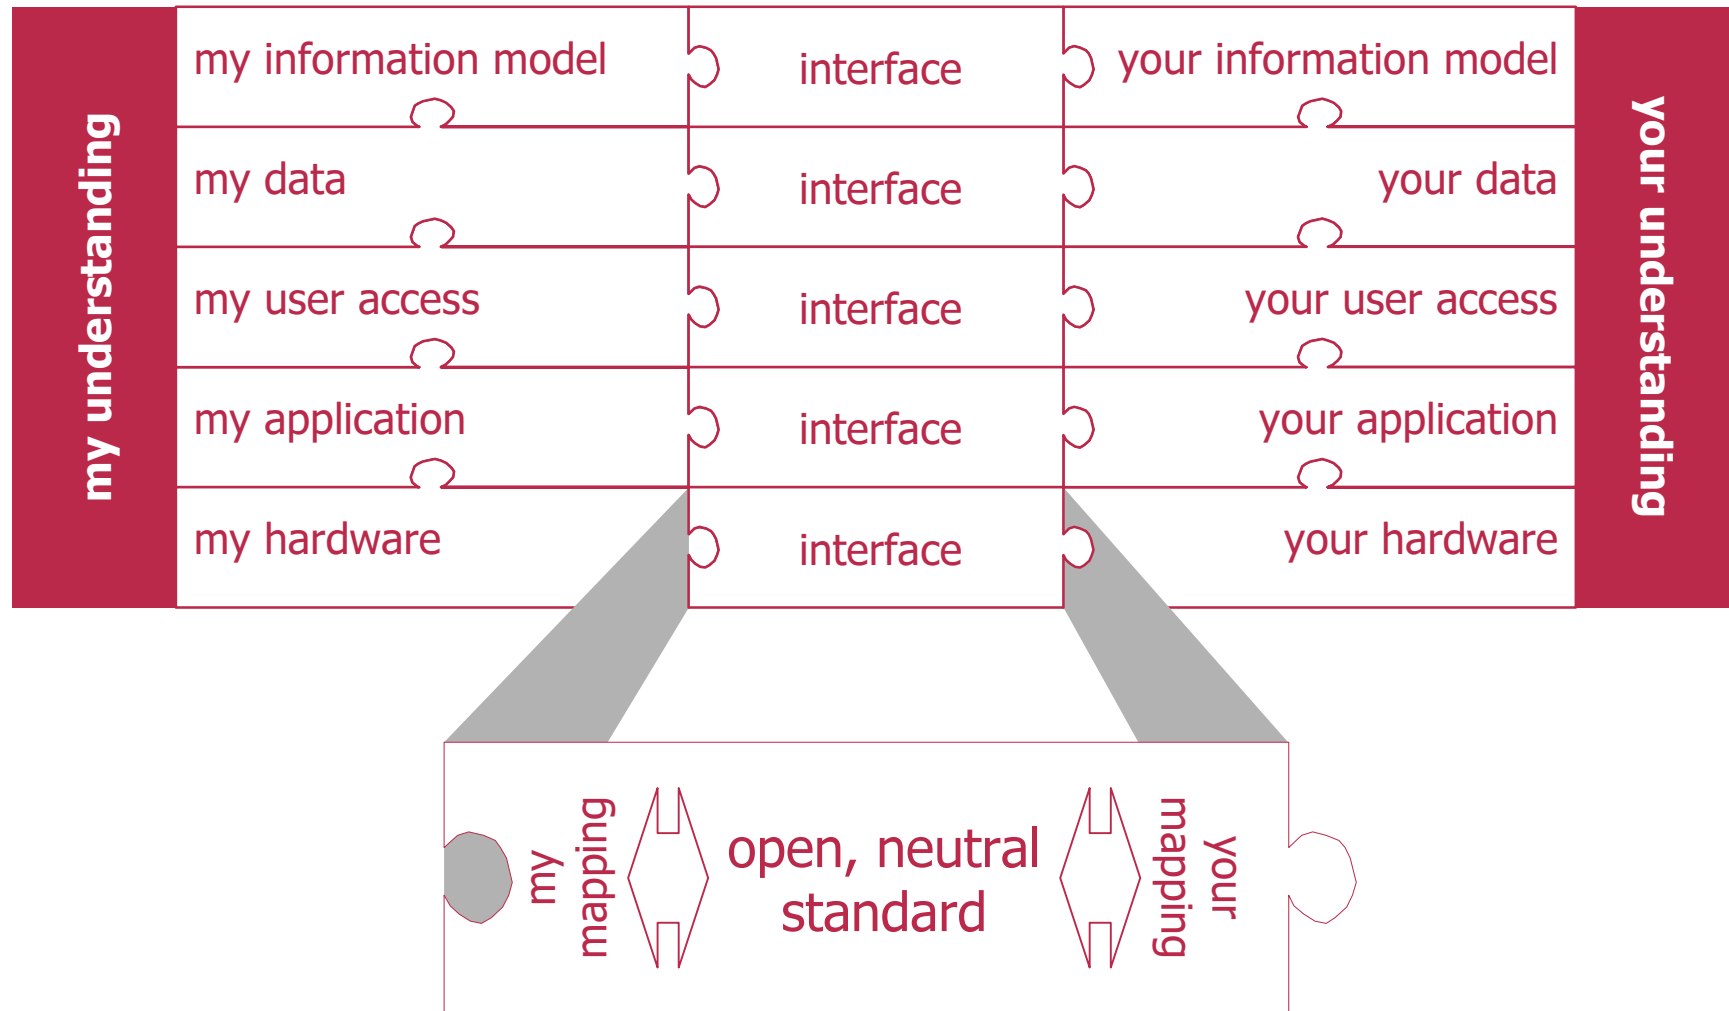 my understanding
my information model
interface
your information model
my data
interface
your data
my user access
interface
your user access
my application
interface
your application
my hardware
interface
your hardware
your understanding
my
mapping
open, neutral
standard
your
mapping